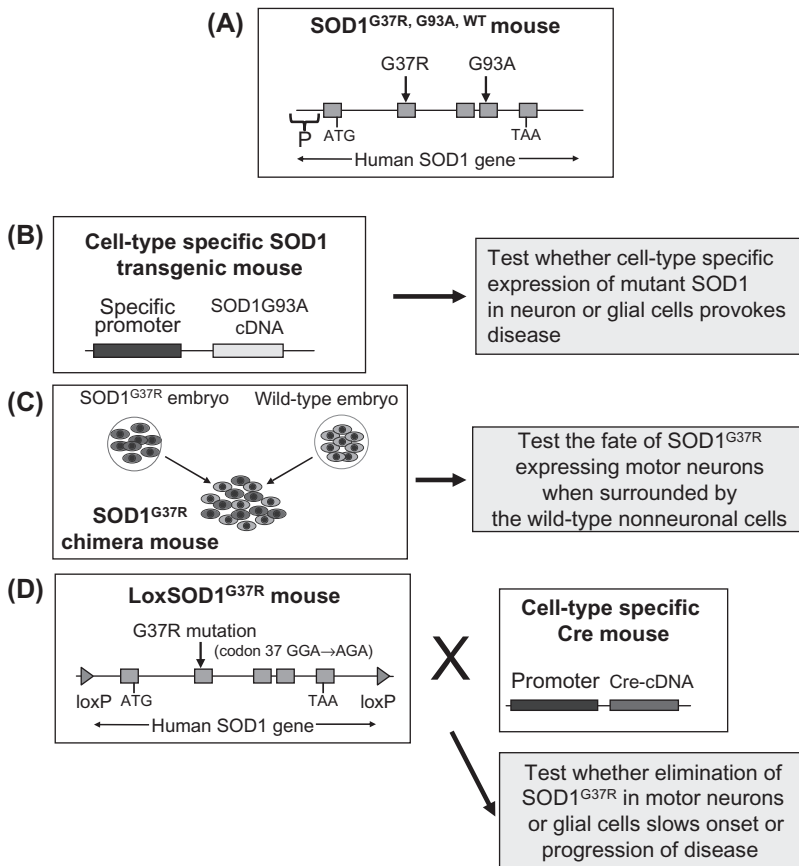 (A)
SOD1G37R, G93A, WT mouse
G37R G93A
P ATG TAA
Human SOD1 gene
(B)
Cell-type specific SOD1
transgenic mouse
Specific SOD1G93A
promoter cDNA
Test whether cell-type specific
expression of mutant SOD1
in neuron or glial cells provokes
disease
(C)
SOD1G37R embryo Wild-type embryo
SOD1G37R
chimera mouse
Test the fate of SOD1G37R
expressing motor neurons
when surrounded by
the wild-type nonneuronal cells
(D)
LoxSOD1G37R mouse
G37R mutation
(codon 37 GGA→AGA)
loxP ATG TAA loxP
Human SOD1 gene
X
Cell-type specific
Cre mouse
Promoter Cre-cDNA
Test whether elimination of
SOD1G37R in motor neurons
or glial cells slows onset or
progression of disease